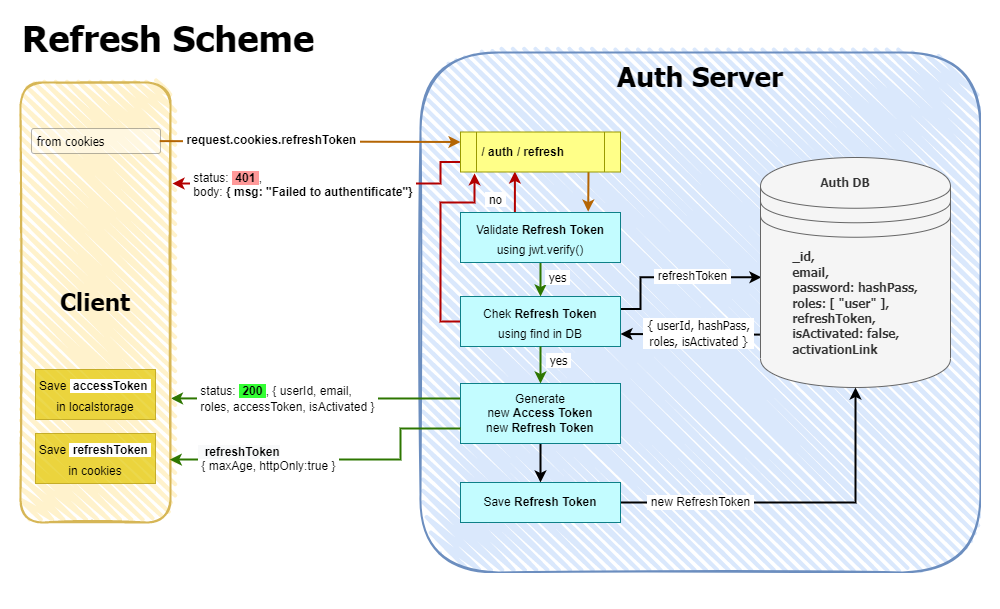 Refresh Scheme
Auth Server
from cookies
request.cookies.refreshToken
/ auth / refresh
status: 401,
body: { msg: "Failed to authentificate"}
no
Validate Refresh Token
using jwt.verify()
yes
Chek Refresh Token
using find in DB
yes
refreshToken
{ userId, hashPass,
roles, isActivated }
Auth DB
_id,
email,
password: hashPass,
roles: [ "user" ],
refreshToken,
isActivated: false,
activationLink
Client
Save accessToken
in localstorage
status: 200, { userId, email,
roles, accessToken, isActivated }
Generate
new Access Token
new Refresh Token
Save refreshToken
in cookies
refreshToken
{ maxAge, httpOnly:true }
Save Refresh Token
new RefreshToken